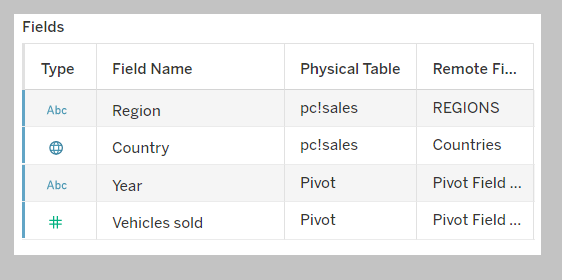 Fields
Type Field Name Physical Table Remote Fi...
Abc Region pc!sales REGIONS
Country pc!sales Countries
Abc Year Pivot Pivot Field ...
Vehicles sold Pivot Pivot Field ...